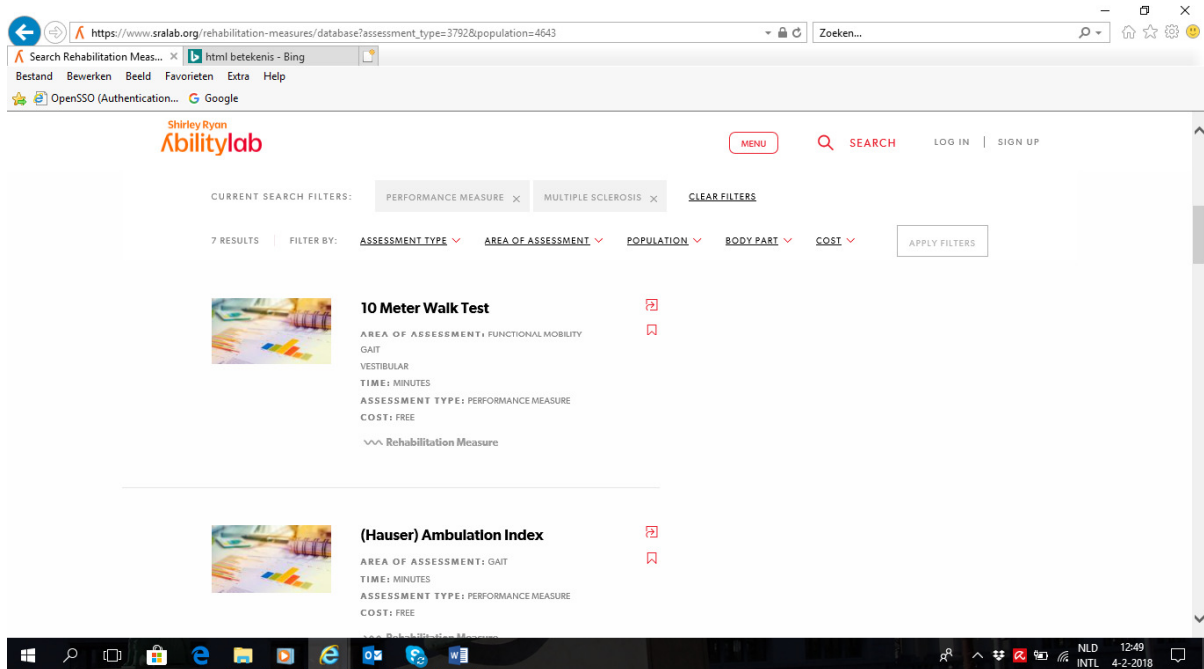 https://www.sralab.org/rehabilitation-measures/database?assessment_type=3792&population=4643
Zoeken...
Search Rehabilitation Meas...
html betekenis - Bing
Bestand Bewerken Beeld Favorieten Extra Help
OpenSSO (Authentication... G Google
Shirley Ryan
Abilitylab
MENU
SEARCH
LOG IN | SIGN UP
CURRENT SEARCH FILTERS: PERFORMANCE MEASURE × MULTIPLE SCLEROSIS × CLEAR FILTERS
7 RESULTS FILTER BY: ASSESSMENT TYPE AREA OF ASSESSMENT POPULATION BODY PART COST APPLY FILTERS
10 Meter Walk Test
AREA OF ASSESSMENT: FUNCTIONAL MOBILITY
GAIT
VESTIBULAR
TIME: MINUTES
ASSESSMENT TYPE: PERFORMANCE MEASURE
COST: FREE
Rehabilitation Measure
(Hauser) Ambulation Index
AREA OF ASSESSMENT: GAIT
TIME: MINUTES
ASSESSMENT TYPE: PERFORMANCE MEASURE
COST: FREE
Rehabilitation Measure
NLD 12:49
INTL 4-2-2018